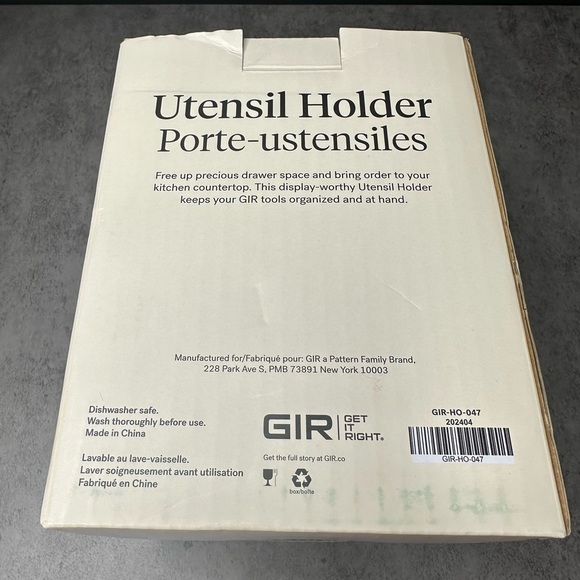 Utensil Holder
Porte-ustensiles
Free up precious drawer space and bring order to your
kitchen countertop. This display-worthy Utensil Holder
keeps your GIR tools organized and at hand.
Manufactured for/Fabriqué pour: GIR a Pattern Family Brand,
228 Park Ave S, PMB 73891 New York 10003
Dishwasher safe.
Wash thoroughly before use.
Made in China
Lavable au lave-vaisselle.
Laver soigneusement avant utilisation
Fabriqué en Chine
GIR GET
IT
RIGHT®
Get the full story at GIR.co
box/boîte
GIR-HO-047
202404
GIR-HO-047